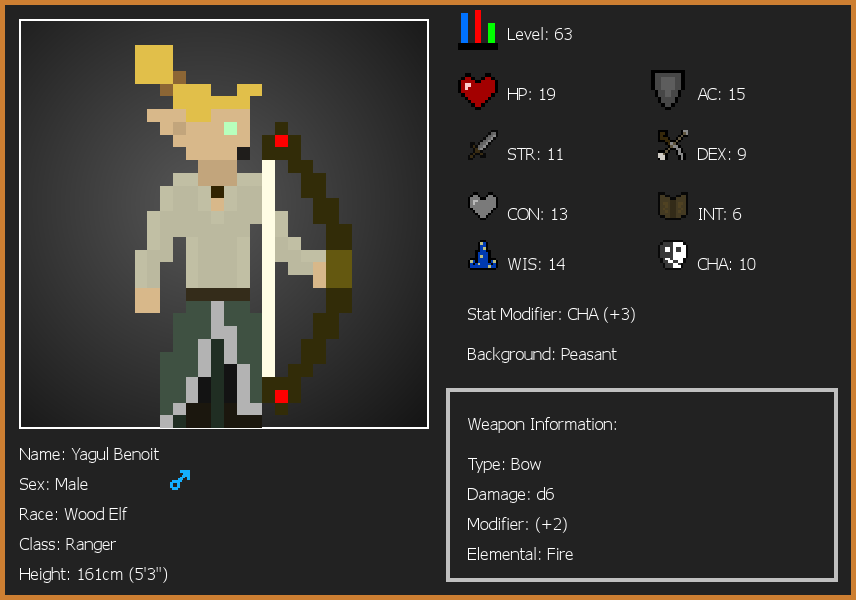 Level: 63
HP: 19
AC: 15
STR: 11
DEX: 9
CON: 13
INT: 6
WIS: 14
CHA: 10
Stat Modifier: CHA (+3)
Background: Peasant
Weapon Information:
Type: Bow
Damage: d6
Modifier: (+2)
Elemental: Fire
Name: Yagul Benoit
Sex: Male
Race: Wood Elf
Class: Ranger
Height: 161cm (5'3")